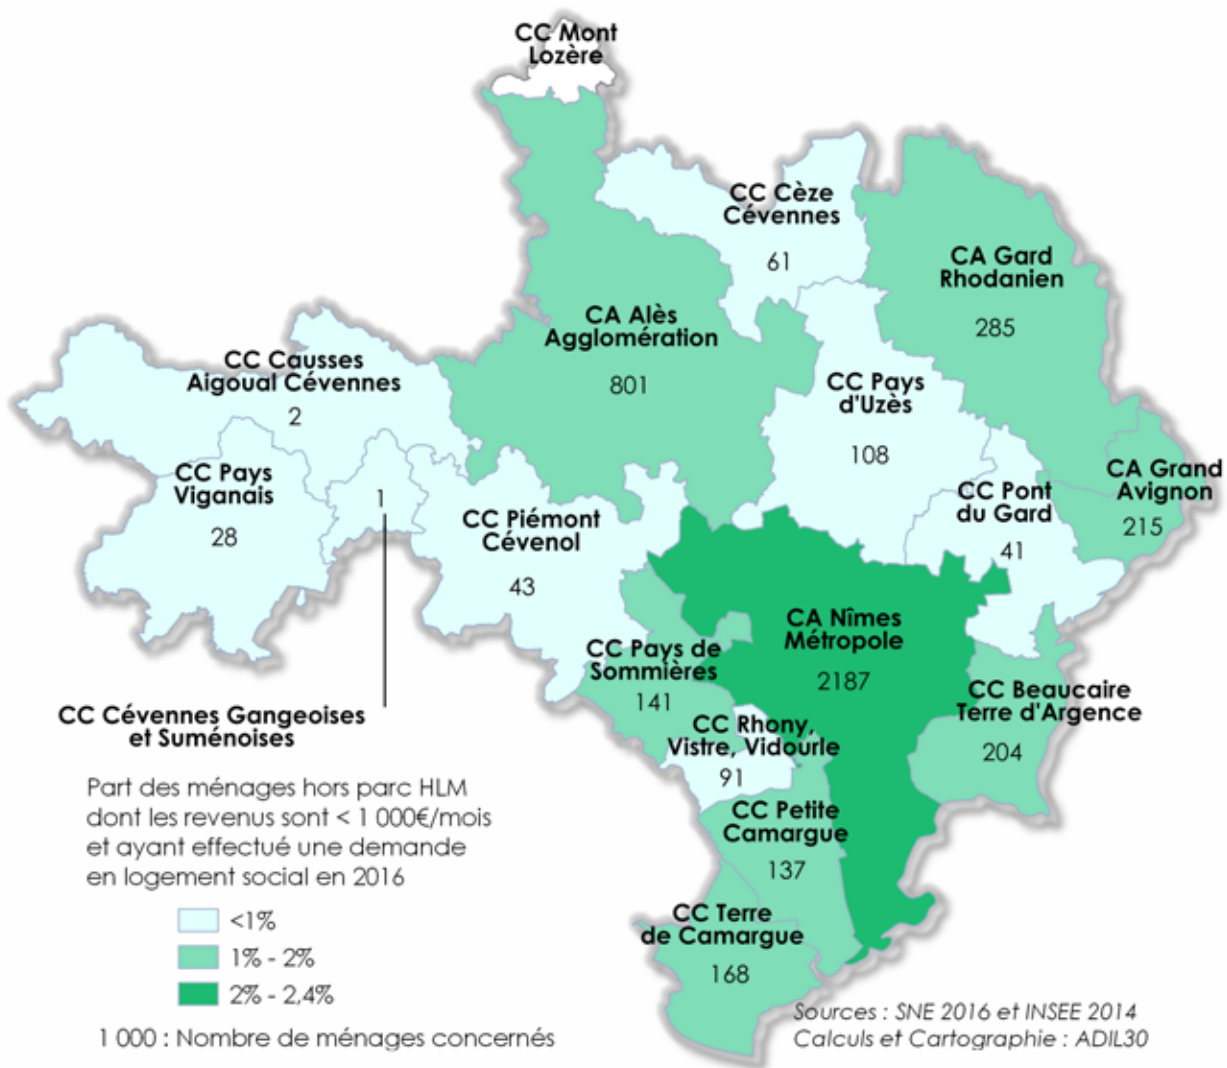 CC Mont
Lozère
CC Cèze
Cévennes
61
CA Gard
Rhodanien
285
CA Alès
Agglomération
801
CC Causses
Aigoual Cévennes
2
CC Pays
d'Uzès
108
CC Pays
Viganais
28
1
CC Piémont
Cévenol
43
CC Pont
du Gard
41
CA Grand
Avignon
215
CA Nîmes
Métropole
2187
CC Pays de
Sommières
141
CC Beaucaire
Terre d'Argence
204
CC Cévennes Gangeoises
et Suménoises
CC Rhony,
Vistre, Vidourle
91
CC Petite
Camargue
137
CC Terre
de Camargue
168
Part des ménages hors parc HLM
dont les revenus sont < 1 000€/mois
et ayant effectué une demande
en logement social en 2016
<1%
1% - 2%
2% - 2,4%
1 000 : Nombre de ménages concernés
Sources : SNE 2016 et INSEE 2014
Calculs et Cartographie : ADIL30